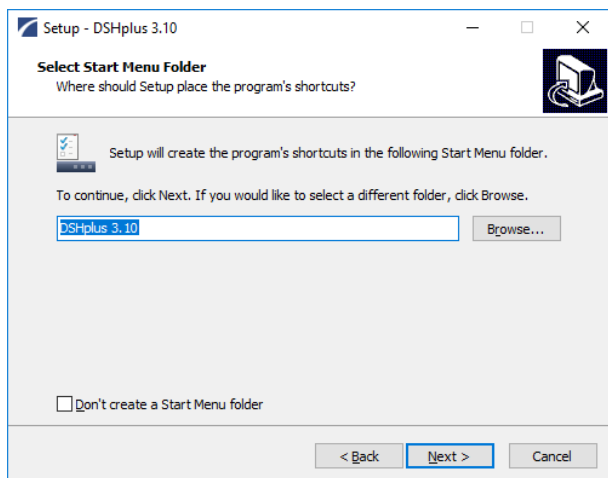 Setup - DSHplus 3.10
Select Start Menu Folder
Where should Setup place the program's shortcuts?
Setup will create the program's shortcuts in the following Start Menu folder.
To continue, click Next. If you would like to select a different folder, click Browse.
DSHplus 3.10
Browse...
Don't create a Start Menu folder
< Back
Next >
Cancel